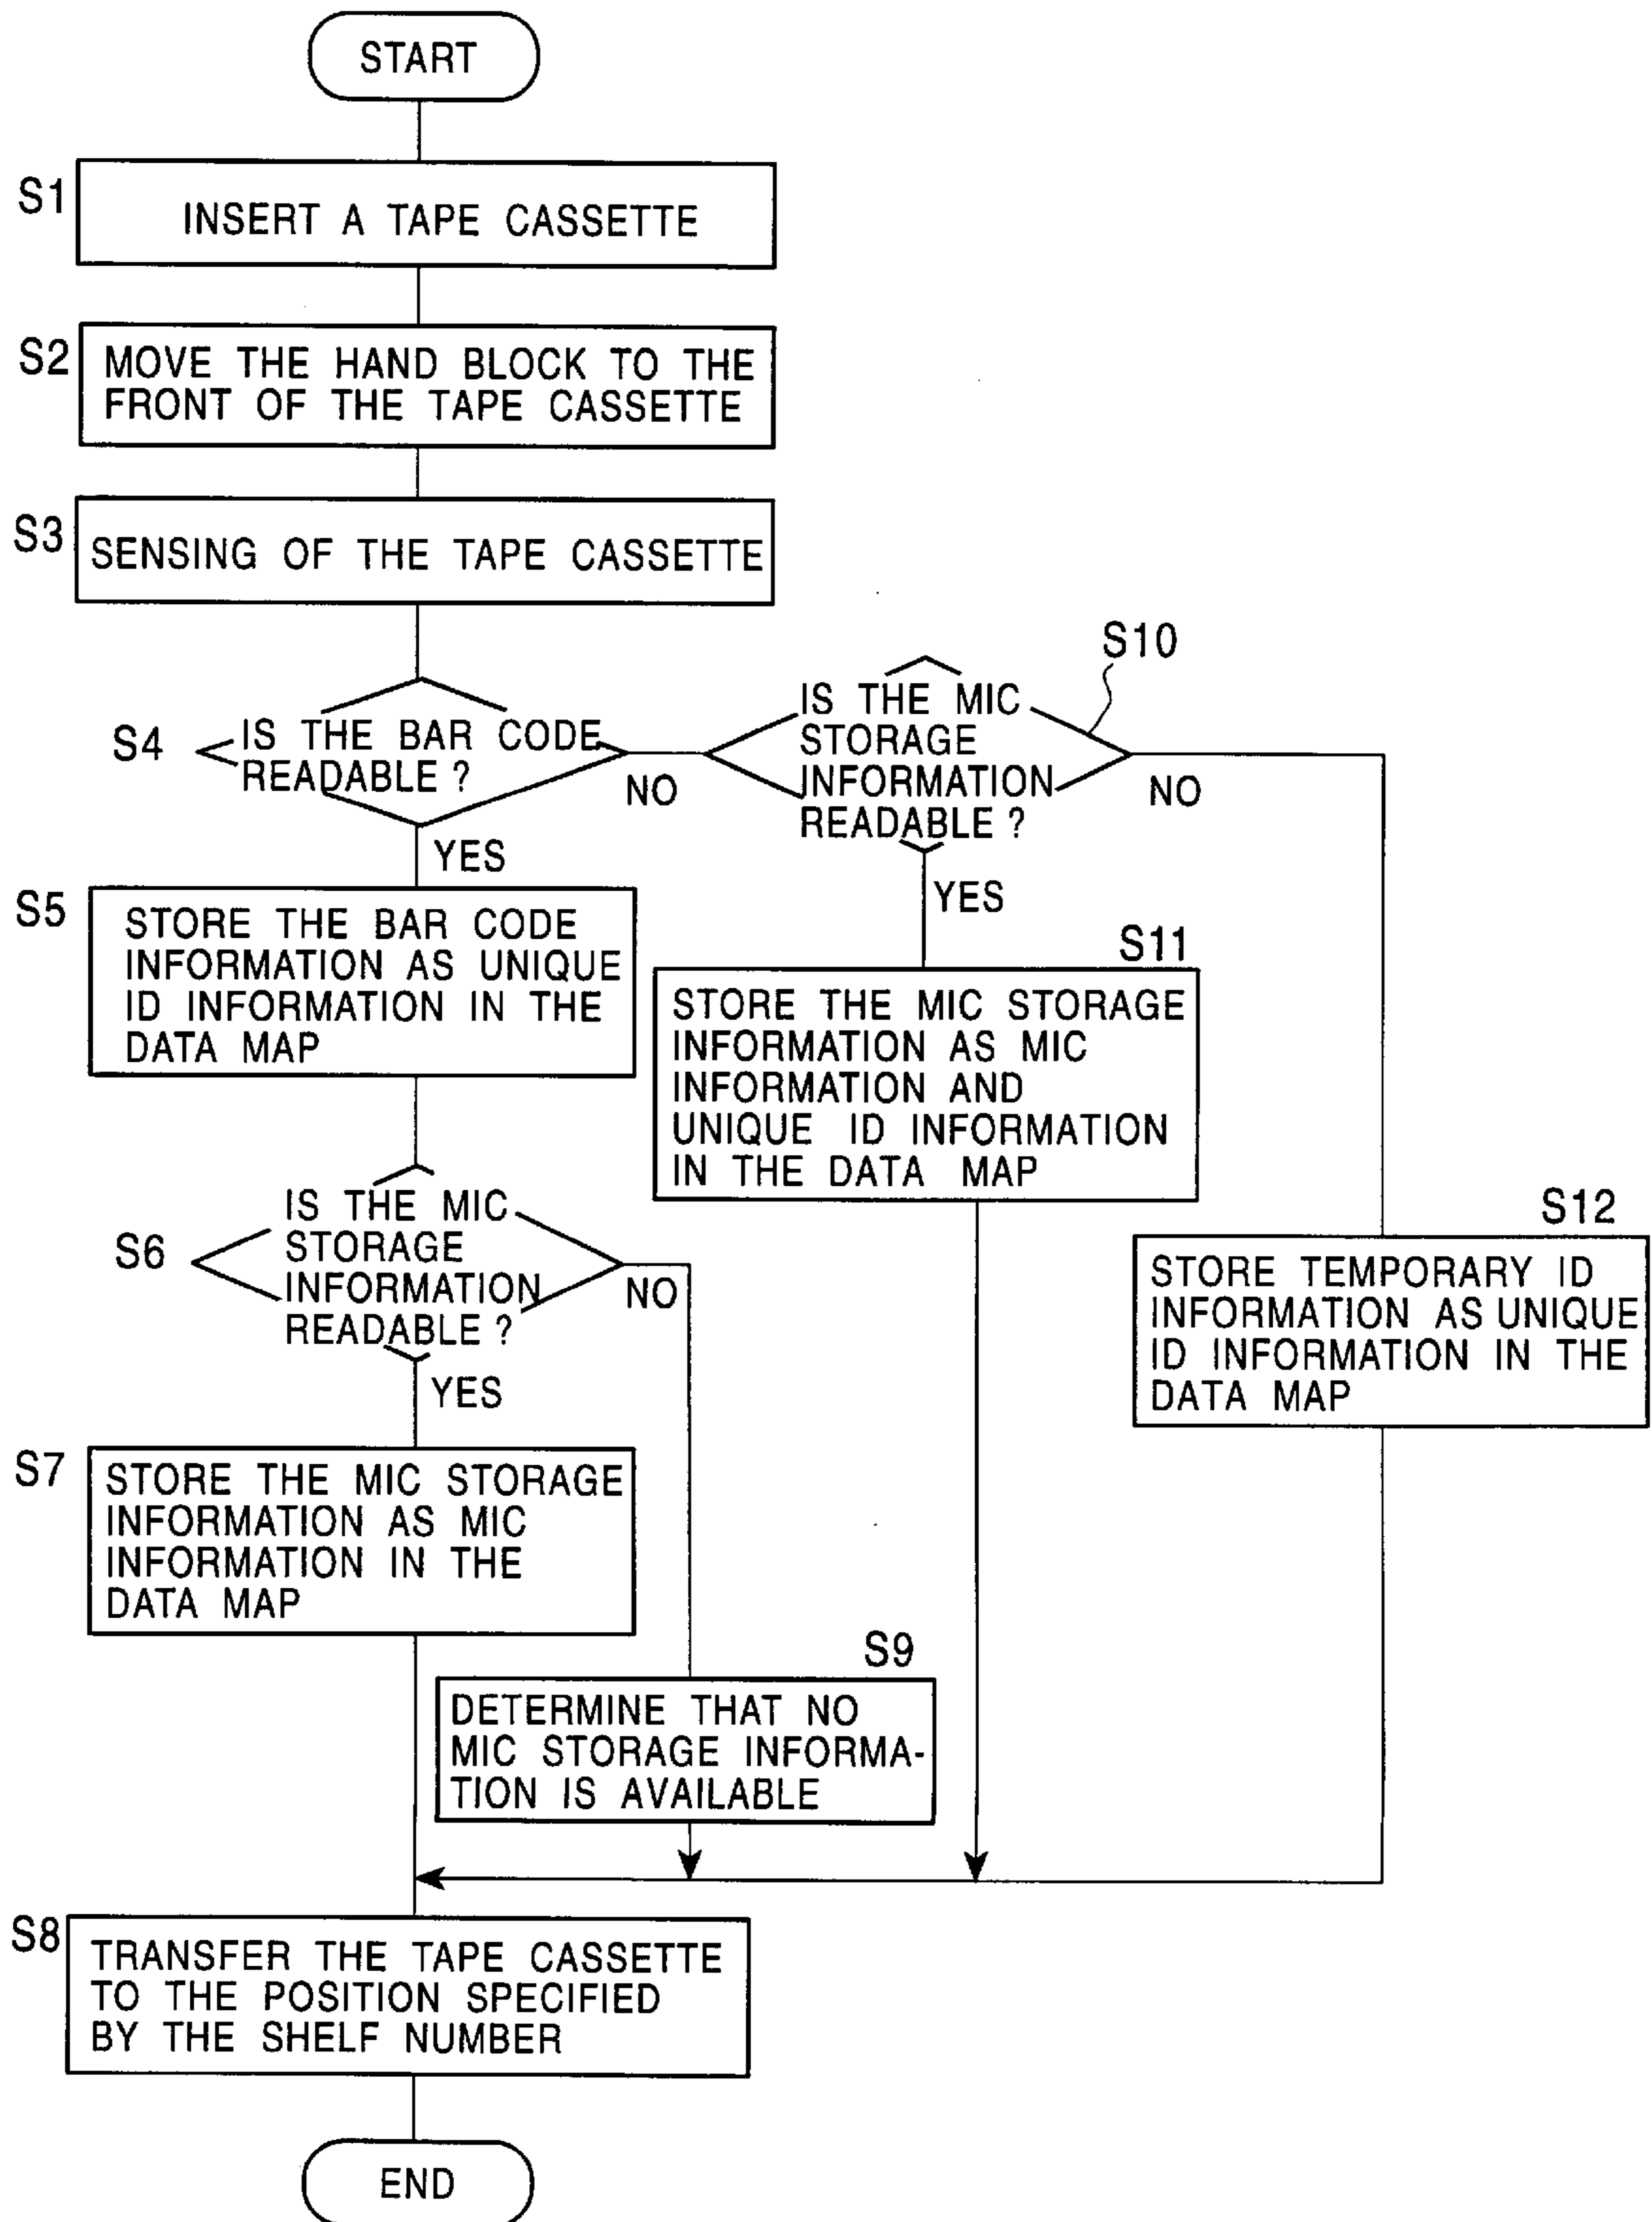 START
S1
INSERT A TAPE CASSETTE
S2
MOVE THE HAND BLOCK TO THE
FRONT OF THE TAPE CASSETTE
S3
SENSING OF THE TAPE CASSETTE
S4
IS THE BAR CODE
READABLE ?
NO
YES
S10
IS THE MIC
STORAGE
INFORMATION
READABLE ?
NO
YES
S5
STORE THE BAR CODE
INFORMATION AS UNIQUE
ID INFORMATION IN THE
DATA MAP
S11
STORE THE MIC STORAGE
INFORMATION AS MIC
INFORMATION AND
UNIQUE ID INFORMATION
IN THE DATA MAP
S6
IS THE MIC
STORAGE
INFORMATION
READABLE ?
NO
YES
S12
STORE TEMPORARY ID
INFORMATION AS UNIQUE
ID INFORMATION IN THE
DATA MAP
S7
STORE THE MIC STORAGE
INFORMATION AS MIC
INFORMATION IN THE
DATA MAP
S9
DETERMINE THAT NO
MIC STORAGE INFORMA-
TION IS AVAILABLE
S8
TRANSFER THE TAPE CASSETTE
TO THE POSITION SPECIFIED
BY THE SHELF NUMBER
END